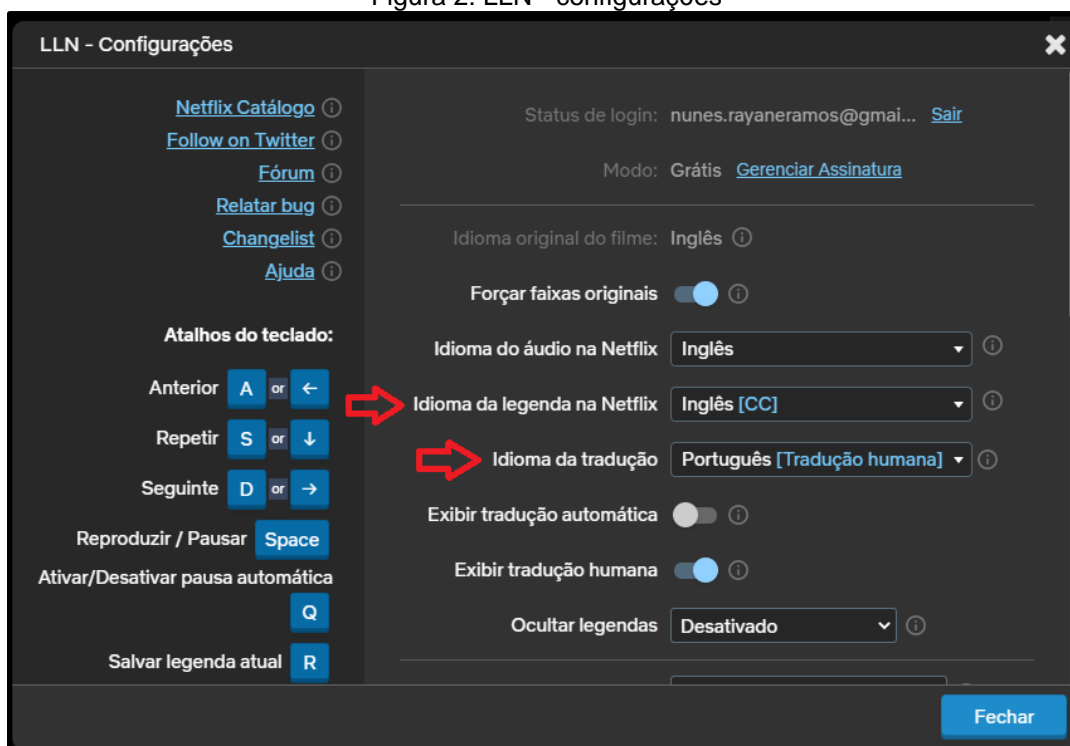 Figura 2: LLN - configurações
LLN - Configurações
Netflix Catálogo
Follow on Twitter
Fórum
Relatar bug
Changelist
Ajuda
Atalhos do teclado:
Anterior A or ←
Repetir S or ↓
Seguinte D or →
Reproduzir / Pausar Space
Ativar/Desativar pausa automática
Q
Salvar legenda atual R
Status de login: nunes.rayaneramos@gmai... Sair
Modo: Grátis Gerenciar Assinatura
Idioma original do filme: Inglês
Forçar faixas originais
Idioma do áudio na Netflix Inglês
Idioma da legenda na Netflix Inglês [CC]
Idioma da tradução Português [Tradução humana]
Exibir tradução automática
Exibir tradução humana
Ocultar legendas Desativado
Fechar